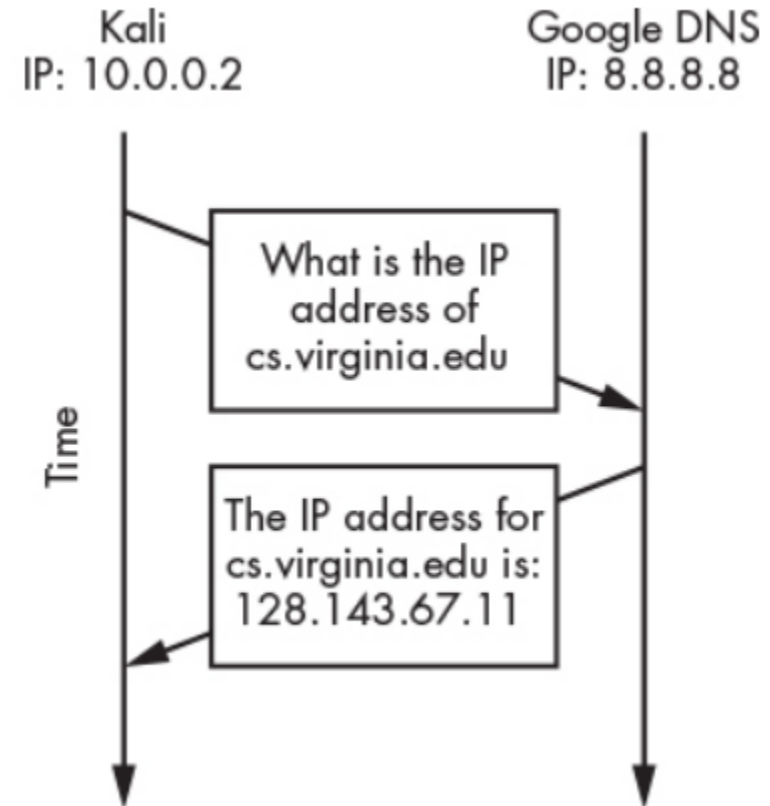 Kali
IP: 10.0.0.2
Google DNS
IP: 8.8.8.8
What is the IP
address of
cs.virginia.edu
Time
The IP address for
cs.virginia.edu is:
128.143.67.11